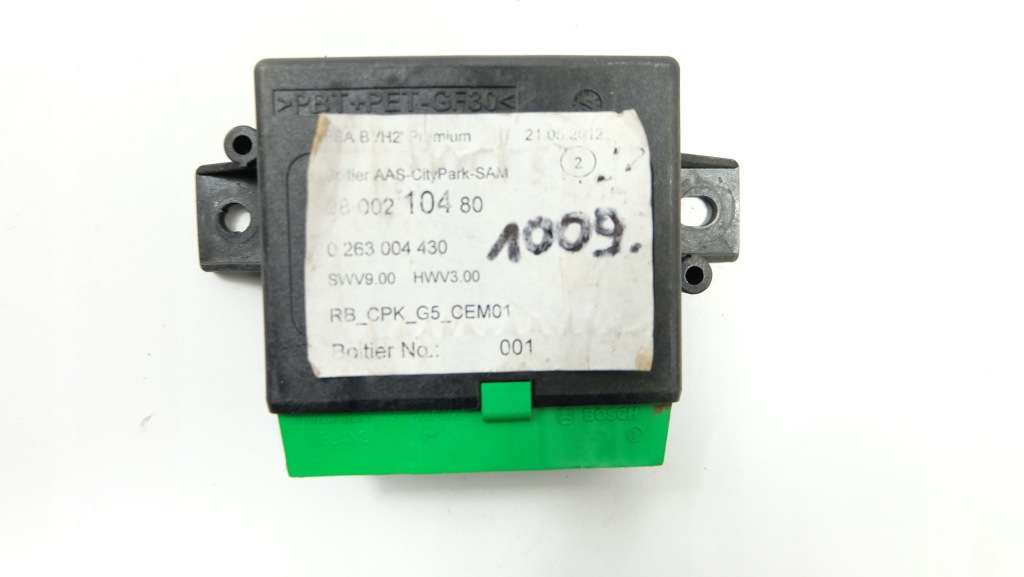 >PBT+PET-GF30<
Premium 21.05.2012
2
AAS-CityPark-SAM
002 104 80
1009.
0 263 004 430
SWV9.00 HWV3.00
RB_CPK_G5_CEM01
Boitier No.: 001
BOSCH